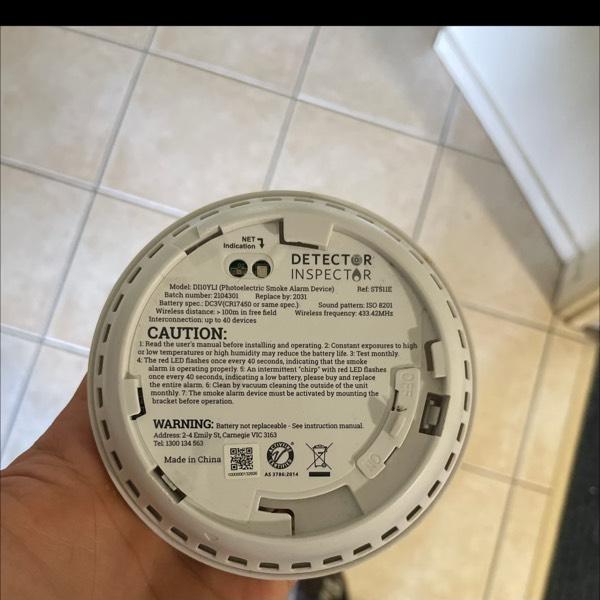 NET
Indication
DETECTOR
INSPECTOR
Model: DI10YLI (Photoelectric Smoke Alarm Device) Ref: ST511E
Batch number: 2104301 Replace by: 2031
Battery spec.: DC3V(CR17450 or same spec.) Sound pattern: ISO 8201
Wireless distance: > 100m in free field Wireless frequency: 433.42MHz
Interconnection: up to 40 devices
CAUTION:
1: Read the user's manual before installing and operating. 2: Constant exposures to high
or low temperatures or high humidity may reduce the battery life. 3: Test monthly.
4: The red LED flashes once every 40 seconds, indicating that the smoke
alarm is operating properly. 5: An intermittent "chirp" with red LED flashes
once every 40 seconds, indicating a low battery, please buy and replace
the entire alarm. 6: Clean by vacuum cleaning the outside of the unit
monthly. 7: The smoke alarm device must be activated by mounting the
bracket before operation.
OFF
ON
WARNING: Battery not replaceable - See instruction manual.
Address: 2-4 Emily St, Carnegie VIC 3163
Tel: 1300 134 563
Made in China
AS 3786:2014